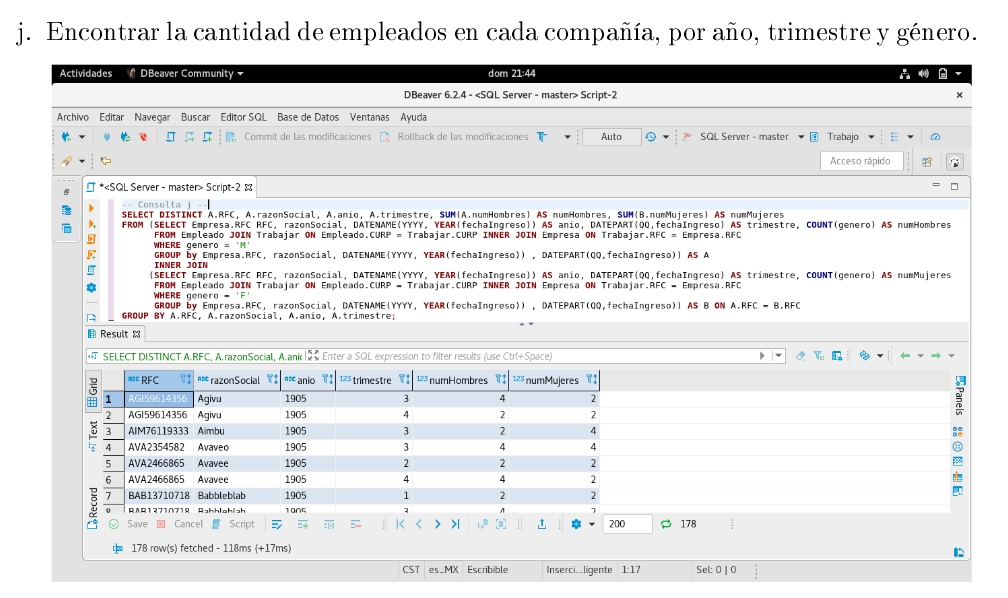 j. Encontrar la cantidad de empleados en cada compañía, por año, trimestre y género.
Actividades DBeaver Community dom 21:44
DBeaver 6.2.4 - <SQL Server - master> Script-2 ×
Archivo Editar Navegar Buscar Editor SQL Base de Datos Ventanas Ayuda
Commit de las modificaciones Rollback de las modificaciones Auto SQL Server - master Trabajo
Acceso rápido
*<SQL Server - master> Script-2
-- Consulta j --
SELECT DISTINCT A.RFC, A.razonSocial, A.anio, A.trimestre, SUM(A.numHombres) AS numHombres, SUM(B.numMujeres) AS numMujeres
FROM (SELECT Empresa.RFC RFC, razonSocial, DATENAME(YYYY, YEAR(fechaIngreso)) AS anio, DATEPART(QQ,fechaIngreso) AS trimestre, COUNT(genero) AS numHombres
FROM Empleado JOIN Trabajar ON Empleado.CURP = Trabajar.CURP INNER JOIN Empresa ON Trabajar.RFC = Empresa.RFC
WHERE genero = 'M'
GROUP by Empresa.RFC, razonSocial, DATENAME(YYYY, YEAR(fechaIngreso)) , DATEPART(QQ,fechaIngreso)) AS A
INNER JOIN
(SELECT Empresa.RFC RFC, razonSocial, DATENAME(YYYY, YEAR(fechaIngreso)) AS anio, DATEPART(QQ,fechaIngreso) AS trimestre, COUNT(genero) AS numMujeres
FROM Empleado JOIN Trabajar ON Empleado.CURP = Trabajar.CURP INNER JOIN Empresa ON Trabajar.RFC = Empresa.RFC
WHERE genero = 'F'
GROUP by Empresa.RFC, razonSocial, DATENAME(YYYY, YEAR(fechaIngreso)) , DATEPART(QQ,fechaIngreso)) AS B ON A.RFC = B.RFC
GROUP BY A.RFC, A.razonSocial, A.anio, A.trimestre;
Result
SELECT DISTINCT A.RFC, A.razonSocial, A.anic Enter a SQL expression to filter results (use Ctrl+Space)
Grid
Text
Record
Panels
RFC razonSocial anio 123 trimestre 123 numHombres 123 numMujeres
1 AGI59614356 Agivu 1905 3 4 2
2 AGI59614356 Agivu 1905 4 2 2
3 AIM76119333 Aimbu 1905 3 2 4
4 AVA2354582 Avaveo 1905 3 4 4
5 AVA2466865 Avavee 1905 2 2 2
6 AVA2466865 Avavee 1905 4 4 2
7 BAB13710718 Babbleblab 1905 1 2 2
8 BAB13710718 Babbleblab 1905 3 4 2
Save Cancel Script 200 178
178 row(s) fetched - 118ms (+17ms)
CST es_MX Escribible Inserci...ligente 1:17 Sel: 0 | 0